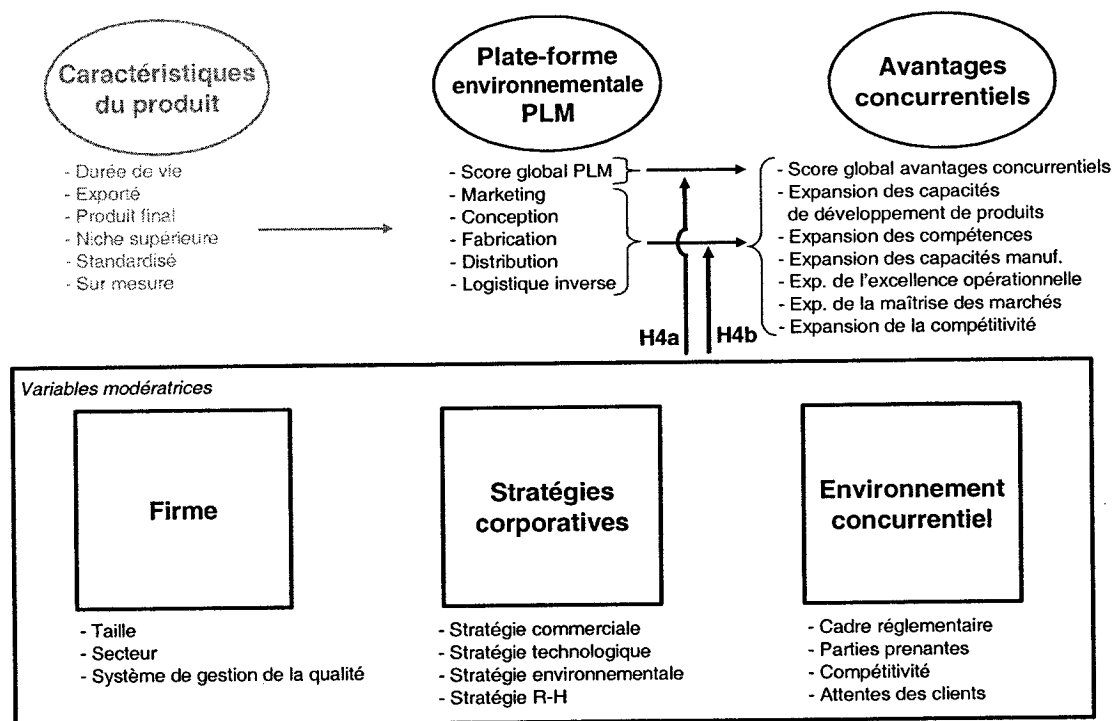 Caractéristiques
du produit
- Durée de vie
- Exporté
- Produit final
- Niche supérieure
- Standardisé
- Sur mesure
Plate-forme
environnementale
PLM
- Score global PLM
- Marketing
- Conception
- Fabrication
- Distribution
- Logistique inverse
Avantages
concurrentiels
- Score global avantages concurrentiels
- Expansion des capacités
de développement de produits
- Expansion des compétences
- Expansion des capacités manuf.
- Exp. de l'excellence opérationnelle
- Exp. de la maîtrise des marchés
- Expansion de la compétitivité
H4a
H4b
Variables modératrices
Firme
- Taille
- Secteur
- Système de gestion de la qualité
Stratégies
corporatives
- Stratégie commerciale
- Stratégie technologique
- Stratégie environnementale
- Stratégie R-H
Environnement
concurrentiel
- Cadre réglementaire
- Parties prenantes
- Compétitivité
- Attentes des clients